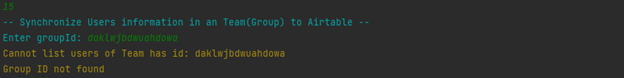 15
-- Synchronize Users information in an Team(Group) to Airtable --
Enter groupId: daklwjbdwuahdowa
Cannot list users of Team has id: daklwjbdwuahdowa
Group ID not found